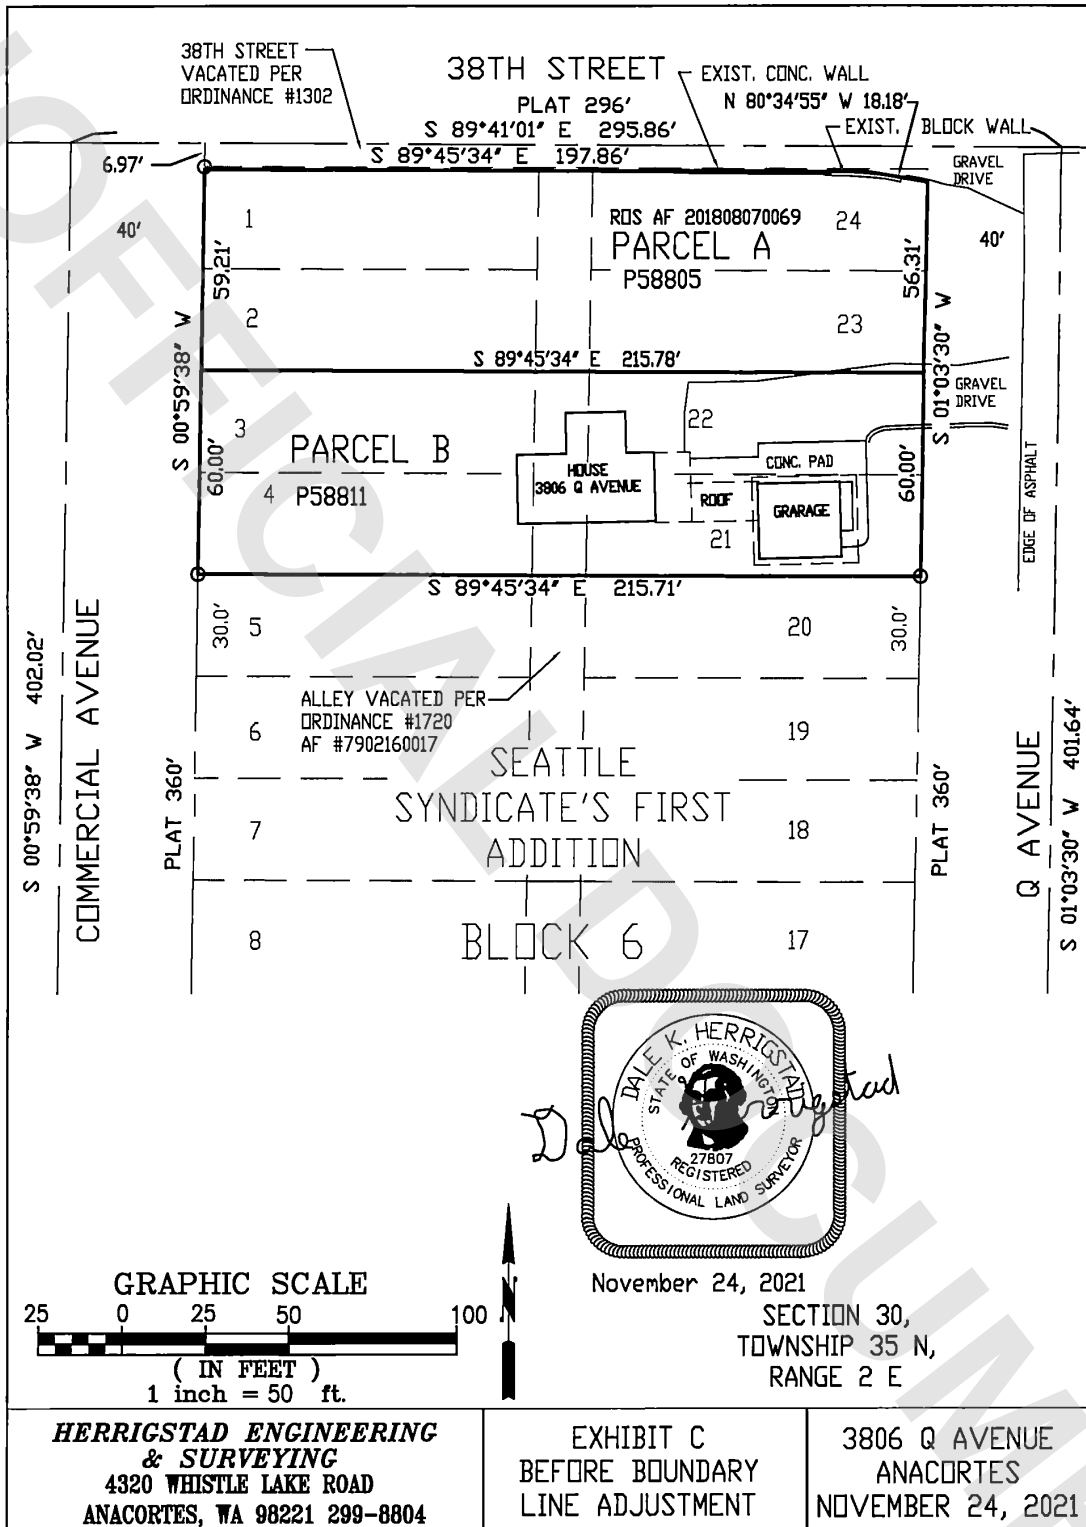 38TH STREET
VACATED PER
ORDINANCE #1302
38TH STREET
PLAT 296'
S 89°41'01" E 295.86'
S 89°45'34" E 197.86'
EXIST. CONC. WALL
N 80°34'55" W 18.18'
EXIST. BLOCK WALL
6.97'
40'
GRAVEL
DRIVE
40'
1
ROS AF 201808070069
PARCEL A
P58805
24
59.21'
56.31'
2
23
S 89°45'34" E 215.78'
S 00°59'38" W
S 01°03'30" W
GRAVEL
DRIVE
3
PARCEL B
22
60.00'
4
P58811
HOUSE
3806 Q AVENUE
ROOF
CONC. PAD
GRARAGE
21
60.00'
EDGE OF ASPHALT
S 89°45'34" E 215.71'
30.0'
5
20
30.0'
ALLEY VACATED PER
ORDINANCE #1720
AF #7902160017
6
19
S 00°59'38" W 402.02'
COMMERCIAL AVENUE
PLAT 360'
SEATTLE
SYNDICATE'S FIRST
ADDITION
7
18
PLAT 360'
Q AVENUE
S 01°03'30" W 401.64'
8
BLOCK 6
17
DALE K. HERRIGSTAD
STATE OF WASHINGTON
27807
REGISTERED
PROFESSIONAL LAND SURVEYOR
Dale Herrigstad
November 24, 2021
GRAPHIC SCALE
25 0 25 50 100
( IN FEET )
1 inch = 50 ft.
N
SECTION 30,
TOWNSHIP 35 N,
RANGE 2 E
HERRIGSTAD ENGINEERING
& SURVEYING
4320 WHISTLE LAKE ROAD
ANACORTES, WA 98221 299-8804
EXHIBIT C
BEFORE BOUNDARY
LINE ADJUSTMENT
3806 Q AVENUE
ANACORTES
NOVEMBER 24, 2021
UNOFFICIAL DOCUMENT